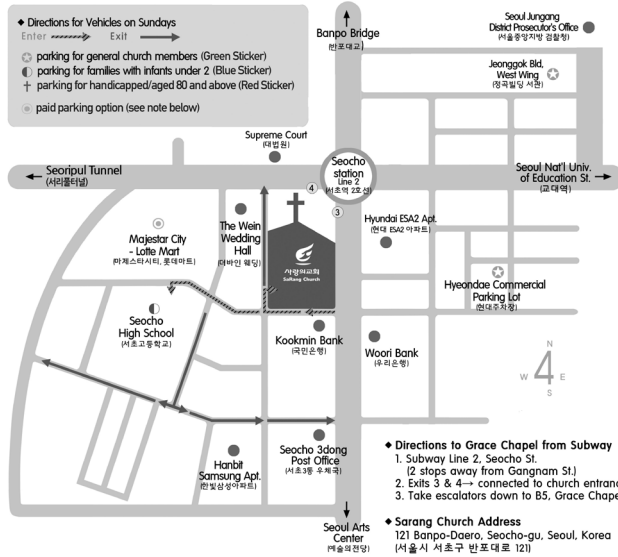 ◆ Directions for Vehicles on Sundays
Enter Exit
parking for general church members (Green Sticker)
parking for families with infants under 2 (Blue Sticker)
parking for handicapped/aged 80 and above (Red Sticker)
paid parking option (see note below)
Banpo Bridge
(반포대교)
Seoul Jungang
District Prosecutor's Office
(서울중앙지방 검찰청)
Jeonggok Bld,
West Wing
(정곡빌딩 서관)
Supreme Court
(대법원)
← Seoripul Tunnel
(서리풀터널)
Seocho
station
Line 2
(서초역 2호선)
4
3
Seoul Nat'l Univ.
of Education St. →
(교대역)
Majestar City
- Lotte Mart
(마제스타시티, 롯데마트)
The Wein
Wedding
Hall
(더바인 웨딩)
사랑의교회
SaRang Church
Hyundai ESA2 Apt.
(현대 ESA2 아파트)
Hyeondae Commercial
Parking Lot
(현대주차장)
Seocho
High School
(서초고등학교)
Kookmin Bank
(국민은행)
Woori Bank
(우리은행)
N
W 4 E
S
Hanbit
Samsung Apt.
(한빛삼성아파트)
Seocho 3dong
Post Office
(서초3동 우체국)
Seoul Arts
Center
(예술의전당)
◆ Directions to Grace Chapel from Subway
1. Subway Line 2, Seocho St.
(2 stops away from Gangnam St.)
2. Exits 3 & 4→ connected to church entranc
3. Take escalators down to B5, Grace Chape
◆ Sarang Church Address
121 Banpo-Daero, Seocho-gu, Seoul, Korea
(서울시 서초구 반포대로 121)